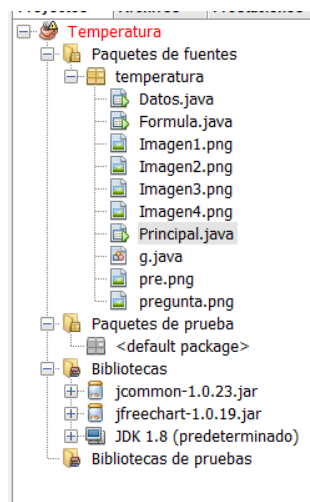 Temperatura
Paquetes de fuentes
temperatura
Datos.java
Formula.java
Imagen1.png
Imagen2.png
Imagen3.png
Imagen4.png
Principal.java
g.java
pre.png
pregunta.png
Paquetes de prueba
<default package>
Bibliotecas
jcommon-1.0.23.jar
jfreechart-1.0.19.jar
JDK 1.8 (predeterminado)
Bibliotecas de pruebas